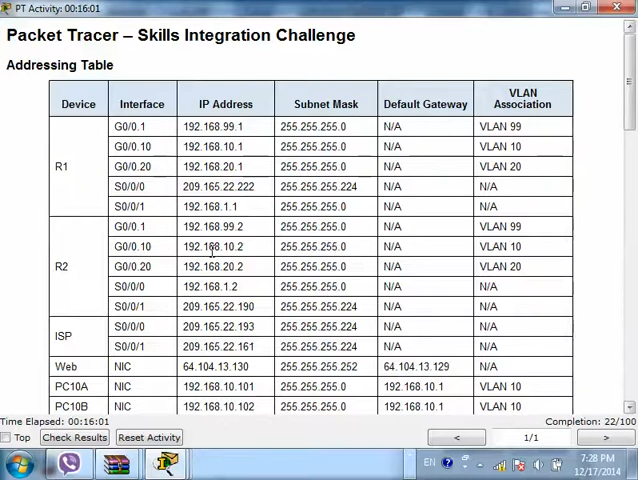 PT Activity: 00:16:01
Packet Tracer – Skills Integration Challenge
Addressing Table
Device Interface IP Address Subnet Mask Default Gateway VLAN Association
R1 G0/0.1 192.168.99.1 255.255.255.0 N/A VLAN 99
G0/0.10 192.168.10.1 255.255.255.0 N/A VLAN 10
G0/0.20 192.168.20.1 255.255.255.0 N/A VLAN 20
S0/0/0 209.165.22.222 255.255.255.224 N/A N/A
S0/0/1 192.168.1.1 255.255.255.0 N/A N/A
R2 G0/0.1 192.168.99.2 255.255.255.0 N/A VLAN 99
G0/0.10 192.168.10.2 255.255.255.0 N/A VLAN 10
G0/0.20 192.168.20.2 255.255.255.0 N/A VLAN 20
S0/0/0 192.168.1.2 255.255.255.0 N/A N/A
S0/0/1 209.165.22.190 255.255.255.224 N/A N/A
ISP S0/0/0 209.165.22.193 255.255.255.224 N/A N/A
S0/0/1 209.165.22.161 255.255.255.224 N/A N/A
Web NIC 64.104.13.130 255.255.255.252 64.104.13.129 N/A
PC10A NIC 192.168.10.101 255.255.255.0 192.168.10.1 VLAN 10
PC10B NIC 192.168.10.102 255.255.255.0 192.168.10.1 VLAN 10
Time Elapsed: 00:16:01 Completion: 22/100
Top Check Results Reset Activity < 1/1 >
EN 7:28 PM
12/17/2014